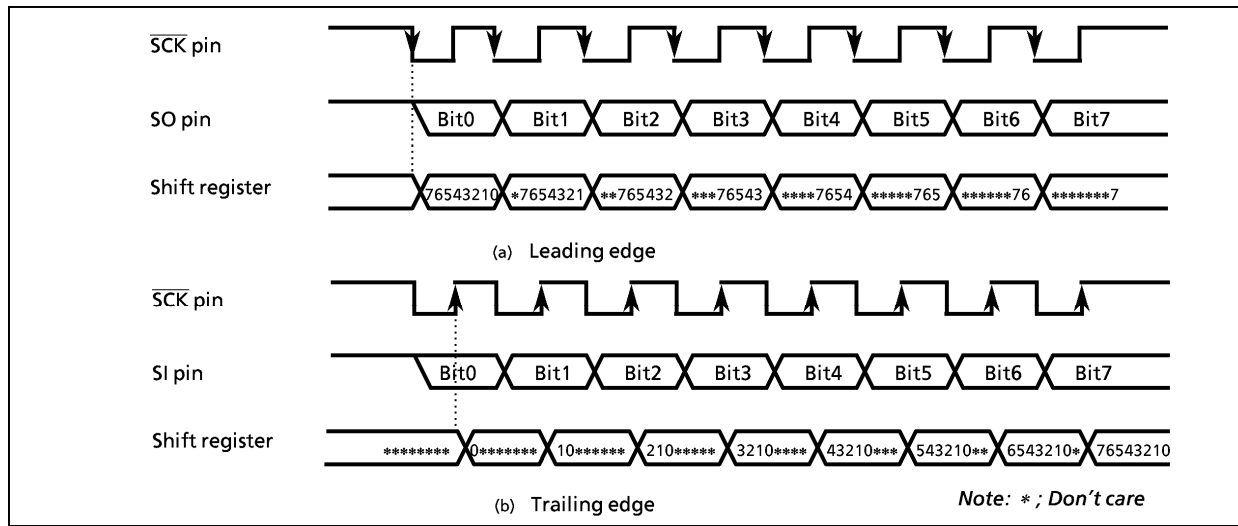 SCK pin
SO pin Bit0 Bit1 Bit2 Bit3 Bit4 Bit5 Bit6 Bit7
Shift register 76543210 *7654321 **765432 ***76543 ****7654 *****765 ******76 *******7
(a) Leading edge
SCK pin
SI pin Bit0 Bit1 Bit2 Bit3 Bit4 Bit5 Bit6 Bit7
Shift register ******** 0******* 10****** 210***** 3210**** 43210*** 543210** 6543210* 76543210
(b) Trailing edge
Note: * ; Don't care